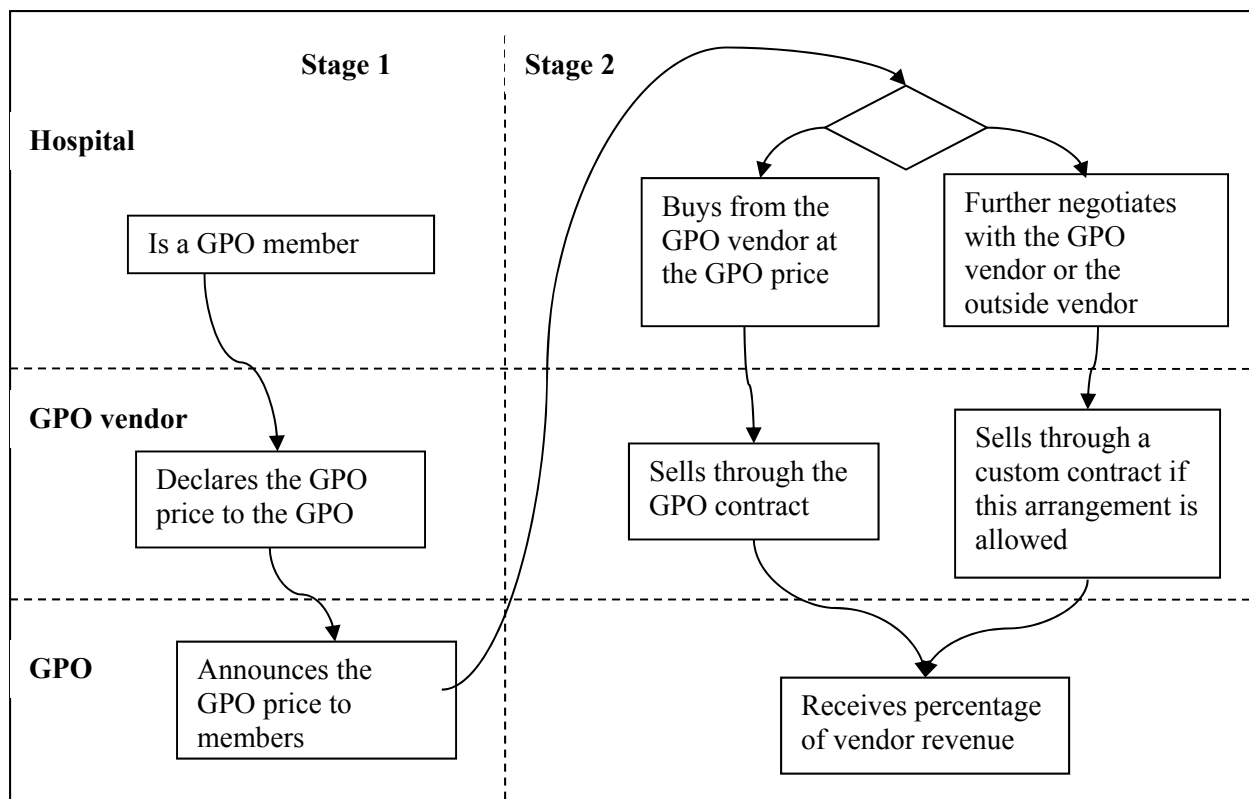 Stage 1
Stage 2
Hospital
Is a GPO member
Buys from the
GPO vendor at
the GPO price
Further negotiates
with the GPO
vendor or the
outside vendor
GPO vendor
Declares the GPO
price to the GPO
Sells through the
GPO contract
Sells through a
custom contract if
this arrangement is
allowed
GPO
Announces the
GPO price to
members
Receives percentage
of vendor revenue